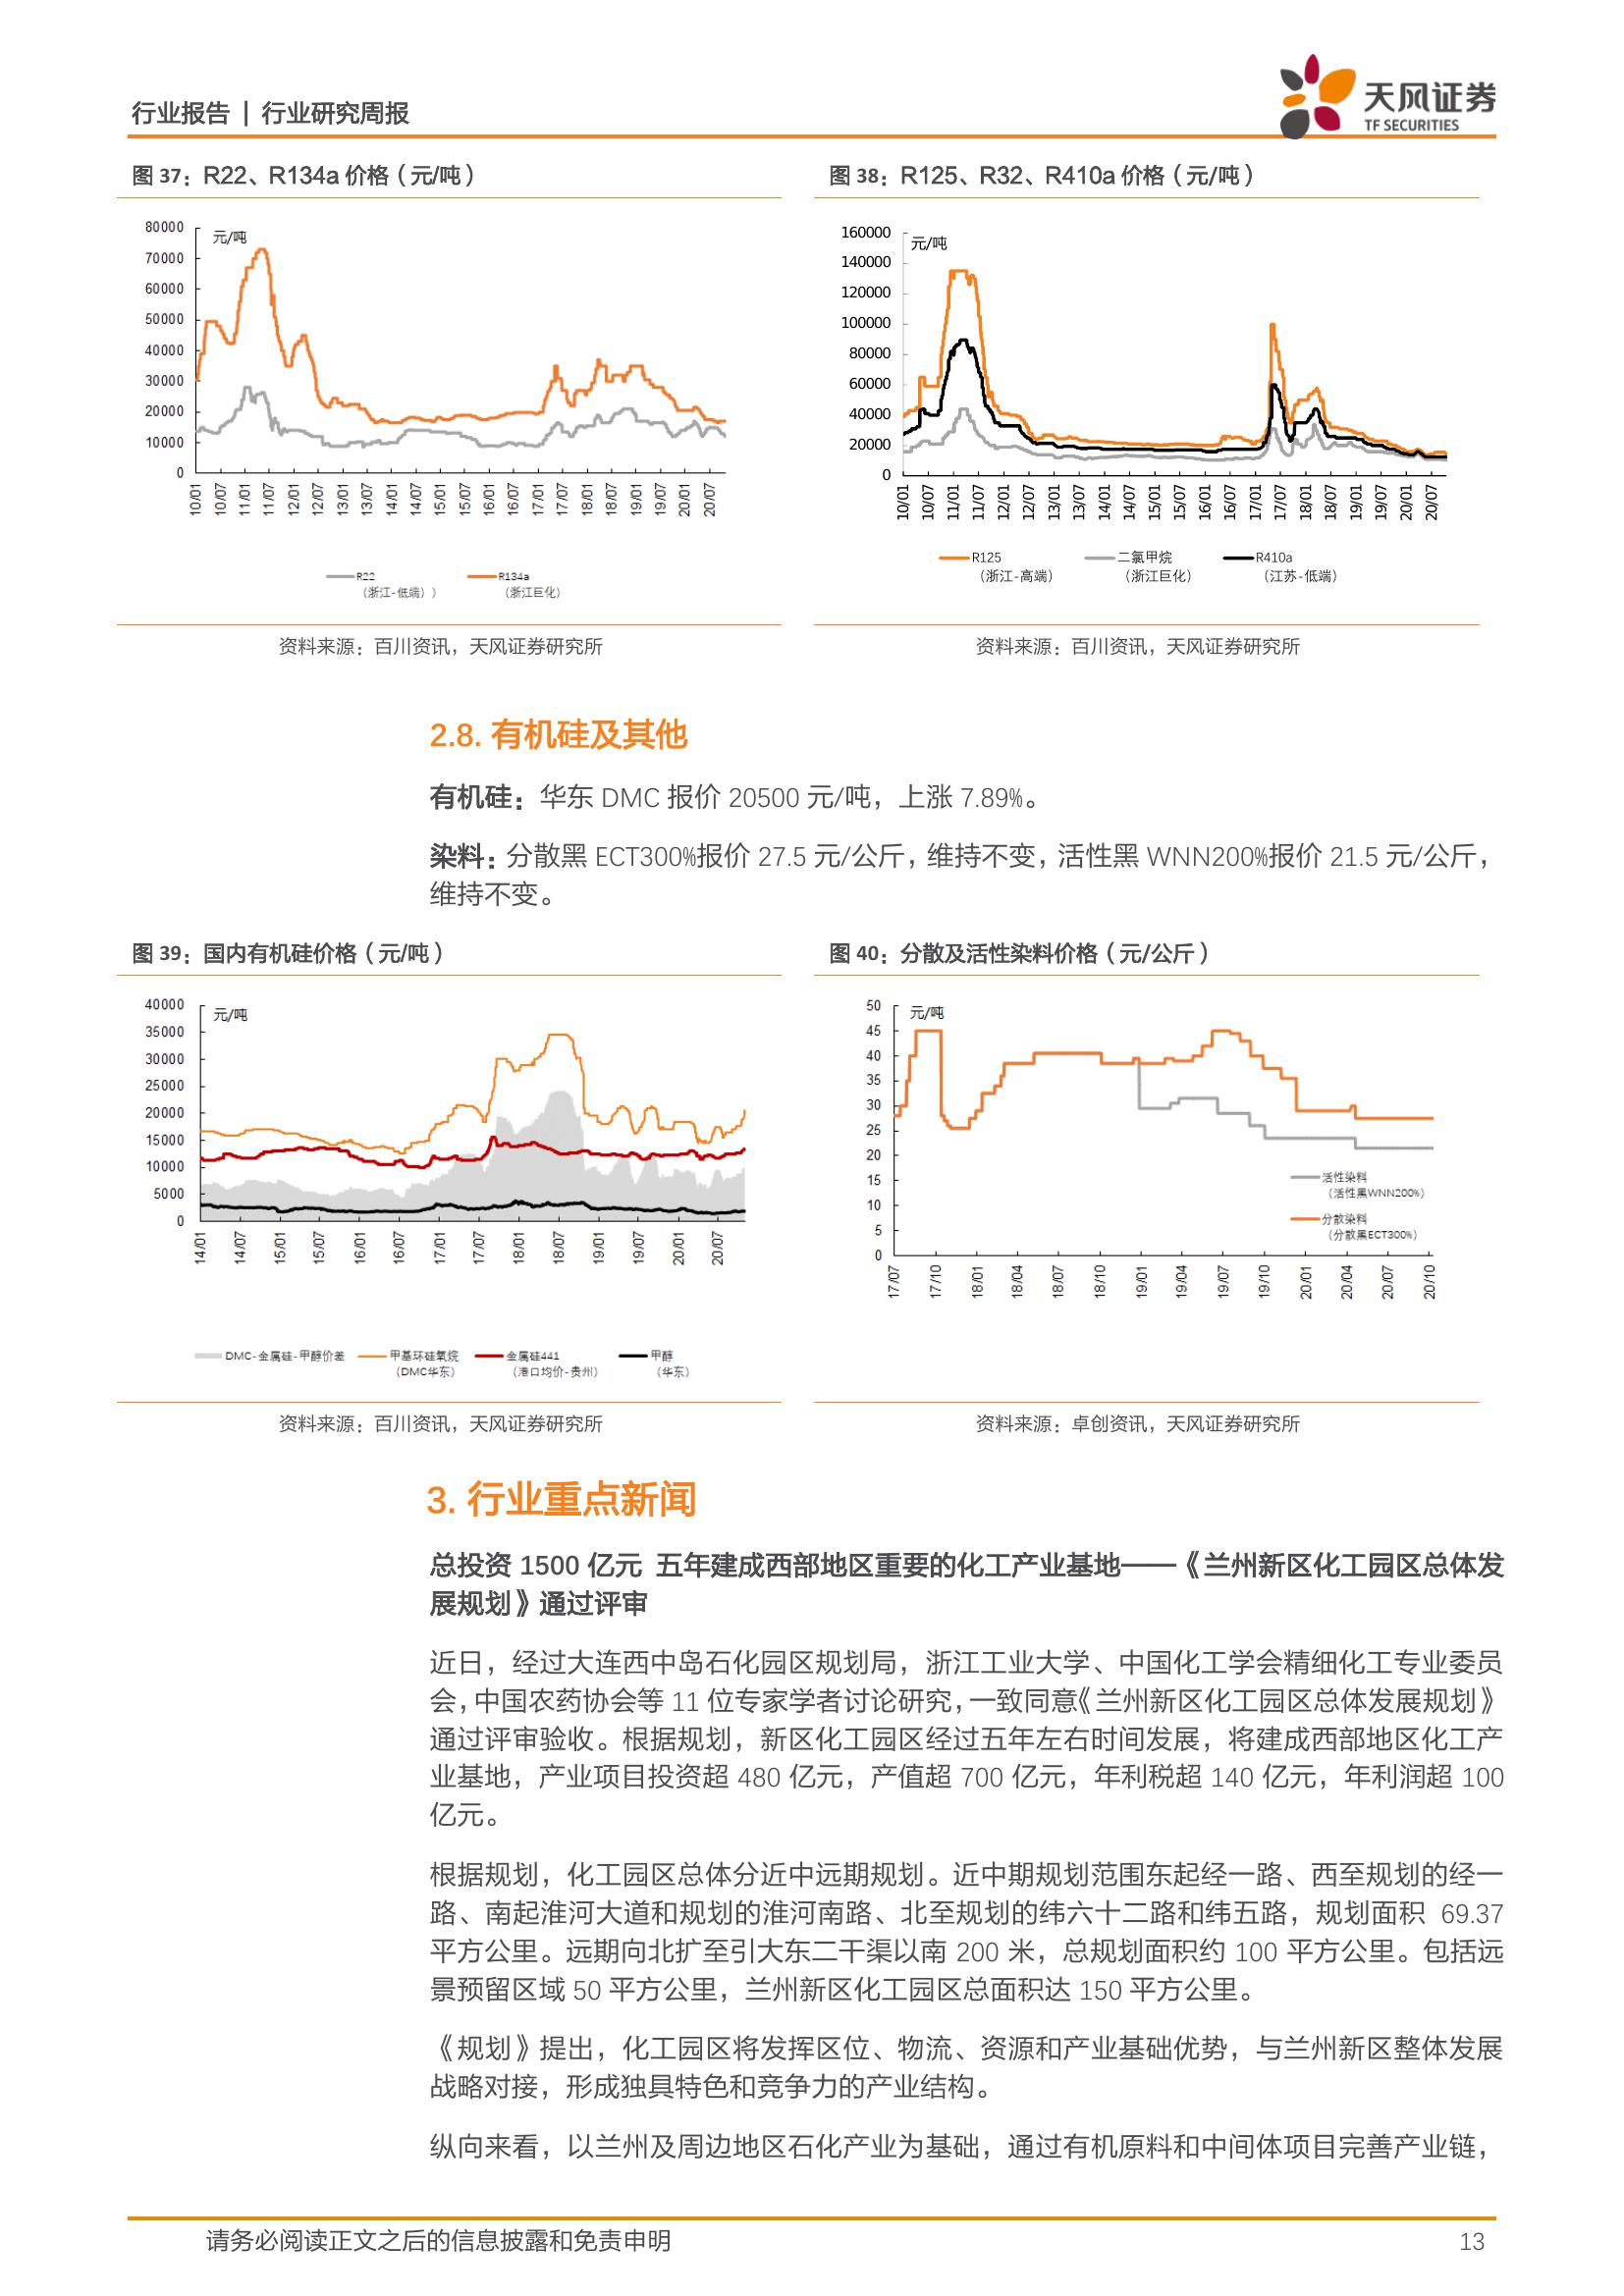 行业报告 | 行业研究周报
天风证券
TF SECURITIES
图 37：R22、R134a 价格（元/吨）
80000
70000
60000
50000
40000
30000
20000
10000
0
元/吨
10/01
10/07
11/01
11/07
12/01
12/07
13/01
13/07
14/01
14/07
15/01
15/07
16/01
16/07
17/01
17/07
18/01
18/07
19/01
19/07
20/01
20/07
R22
（浙江-低端））
R134a
（浙江巨化）
资料来源：百川资讯，天风证券研究所
图 38：R125、R32、R410a 价格（元/吨）
160000
140000
120000
100000
80000
60000
40000
20000
0
元/吨
10/01
10/07
11/01
11/07
12/01
12/07
13/01
13/07
14/01
14/07
15/01
15/07
16/01
16/07
17/01
17/07
18/01
18/07
19/01
19/07
20/01
20/07
R125
（浙江-高端）
二氯甲烷
（浙江巨化）
R410a
（江苏-低端）
资料来源：百川资讯，天风证券研究所
2.8. 有机硅及其他
有机硅：华东 DMC 报价 20500 元/吨，上涨 7.89%。
染料：分散黑 ECT300%报价 27.5 元/公斤，维持不变，活性黑 WNN200%报价 21.5 元/公斤，
维持不变。
图 39：国内有机硅价格（元/吨）
40000
35000
30000
25000
20000
15000
10000
5000
0
元/吨
14/01
14/07
15/01
15/07
16/01
16/07
17/01
17/07
18/01
18/07
19/01
19/07
20/01
20/07
DMC-金属硅-甲醇价差
甲基环硅氧烷
（DMC华东）
金属硅441
（港口均价-贵州）
甲醇
（华东）
资料来源：百川资讯，天风证券研究所
图 40：分散及活性染料价格（元/公斤）
50
45
40
35
30
25
20
15
10
5
0
元/吨
17/07
17/10
18/01
18/04
18/07
18/10
19/01
19/04
19/07
19/10
20/01
20/04
20/07
20/10
活性染料
（活性黑WNN200%）
分散染料
（分散黑ECT300%）
资料来源：卓创资讯，天风证券研究所
3. 行业重点新闻
总投资 1500 亿元 五年建成西部地区重要的化工产业基地——《兰州新区化工园区总体发
展规划》通过评审
近日，经过大连西中岛石化园区规划局，浙江工业大学、中国化工学会精细化工专业委员
会，中国农药协会等 11 位专家学者讨论研究，一致同意《兰州新区化工园区总体发展规划》
通过评审验收。根据规划，新区化工园区经过五年左右时间发展，将建成西部地区化工产
业基地，产业项目投资超 480 亿元，产值超 700 亿元，年利税超 140 亿元，年利润超 100
亿元。
根据规划，化工园区总体分近中远期规划。近中期规划范围东起经一路、西至规划的经一
路、南起淮河大道和规划的淮河南路、北至规划的纬六十二路和纬五路，规划面积 69.37
平方公里。远期向北扩至引大东二干渠以南 200 米，总规划面积约 100 平方公里。包括远
景预留区域 50 平方公里，兰州新区化工园区总面积达 150 平方公里。
《规划》提出，化工园区将发挥区位、物流、资源和产业基础优势，与兰州新区整体发展
战略对接，形成独具特色和竞争力的产业结构。
纵向来看，以兰州及周边地区石化产业为基础，通过有机原料和中间体项目完善产业链，
请务必阅读正文之后的信息披露和免责申明
13